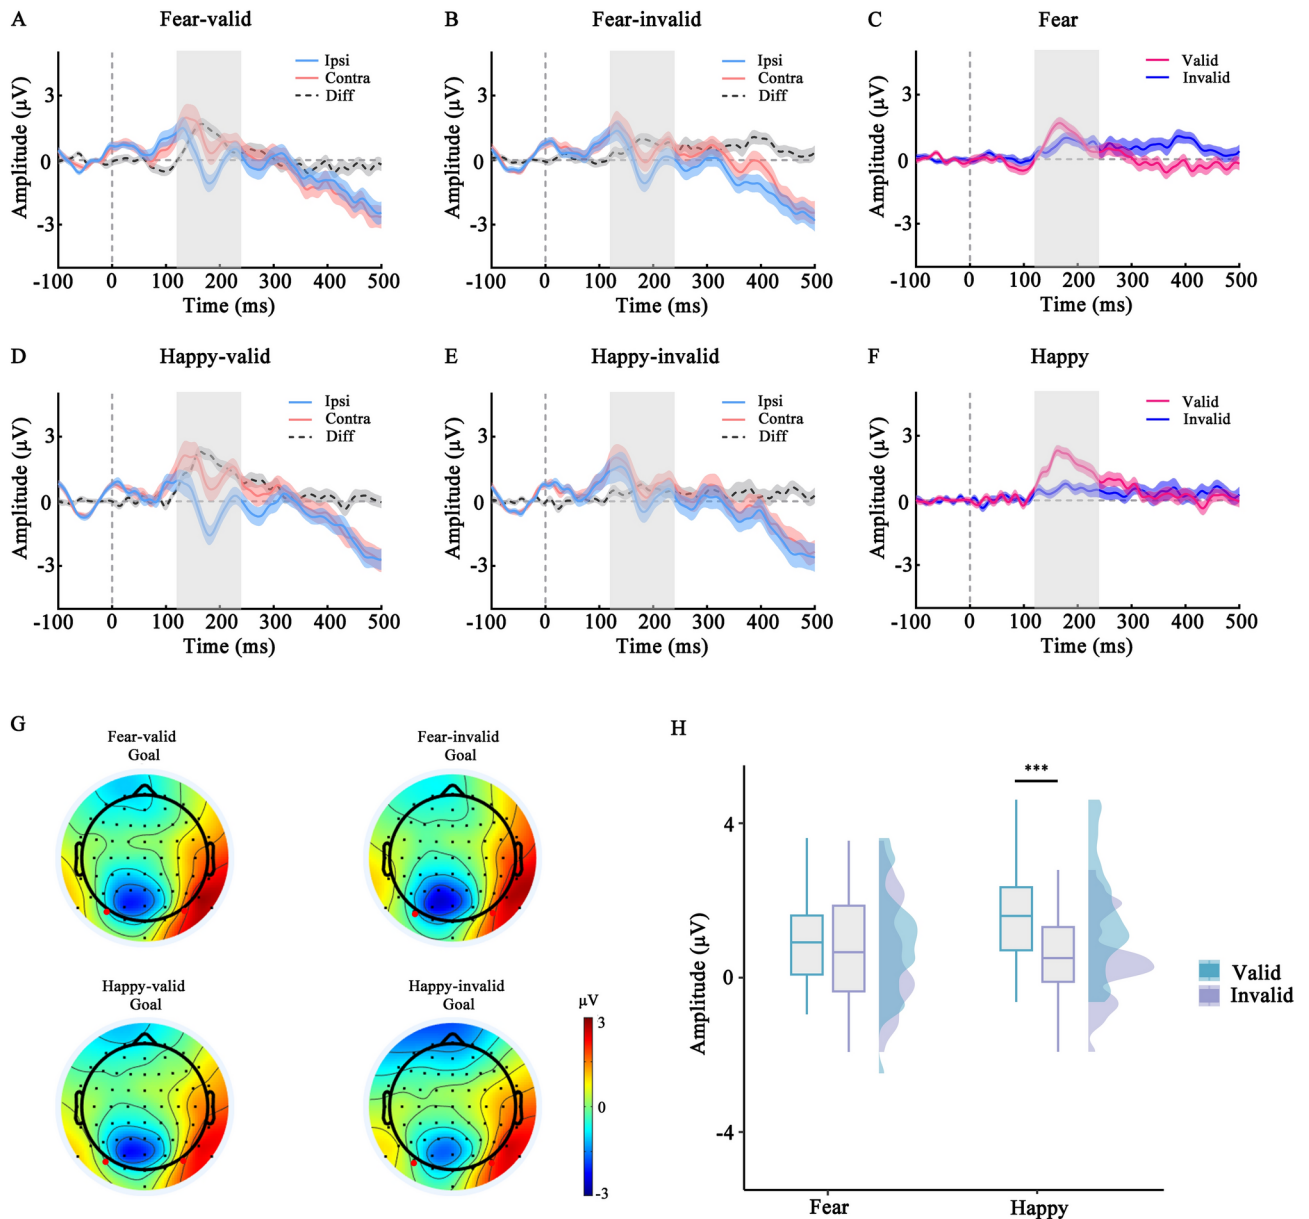 A Fear-valid
B Fear-invalid
C Fear
Amplitude (μV)
3
0
-3
Ipsi
Contra
Diff
-100 0 100 200 300 400 500
Time (ms)
Amplitude (μV)
3
0
-3
Ipsi
Contra
Diff
-100 0 100 200 300 400 500
Time (ms)
Amplitude (μV)
3
0
-3
Valid
Invalid
-100 0 100 200 300 400 500
Time (ms)
D Happy-valid
E Happy-invalid
F Happy
Amplitude (μV)
3
0
-3
Ipsi
Contra
Diff
-100 0 100 200 300 400 500
Time (ms)
Amplitude (μV)
3
0
-3
Ipsi
Contra
Diff
-100 0 100 200 300 400 500
Time (ms)
Amplitude (μV)
3
0
-3
Valid
Invalid
-100 0 100 200 300 400 500
Time (ms)
G
Fear-valid
Goal
Fear-invalid
Goal
Happy-valid
Goal
Happy-invalid
Goal
μV
3
0
-3
H
Amplitude (μV)
4
0
-4
***
Fear Happy
Valid
Invalid